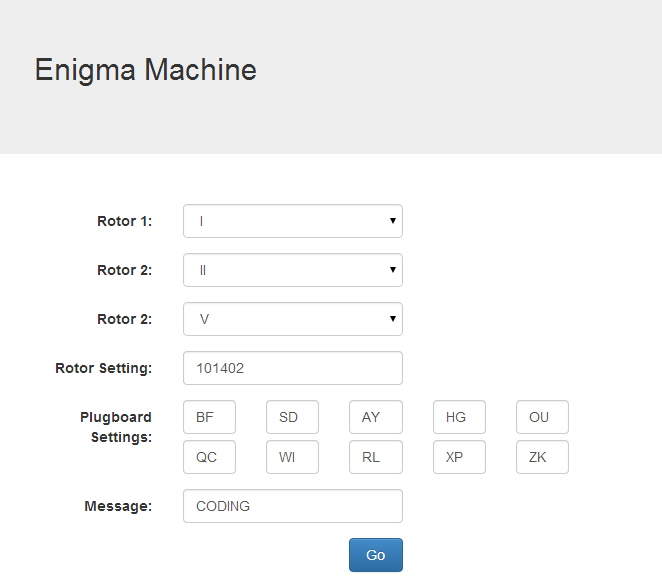 Enigma Machine
Rotor 1: I
Rotor 2: II
Rotor 2: V
Rotor Setting: 101402
Plugboard Settings:
BF SD AY HG OU
QC WI RL XP ZK
Message: CODING
Go